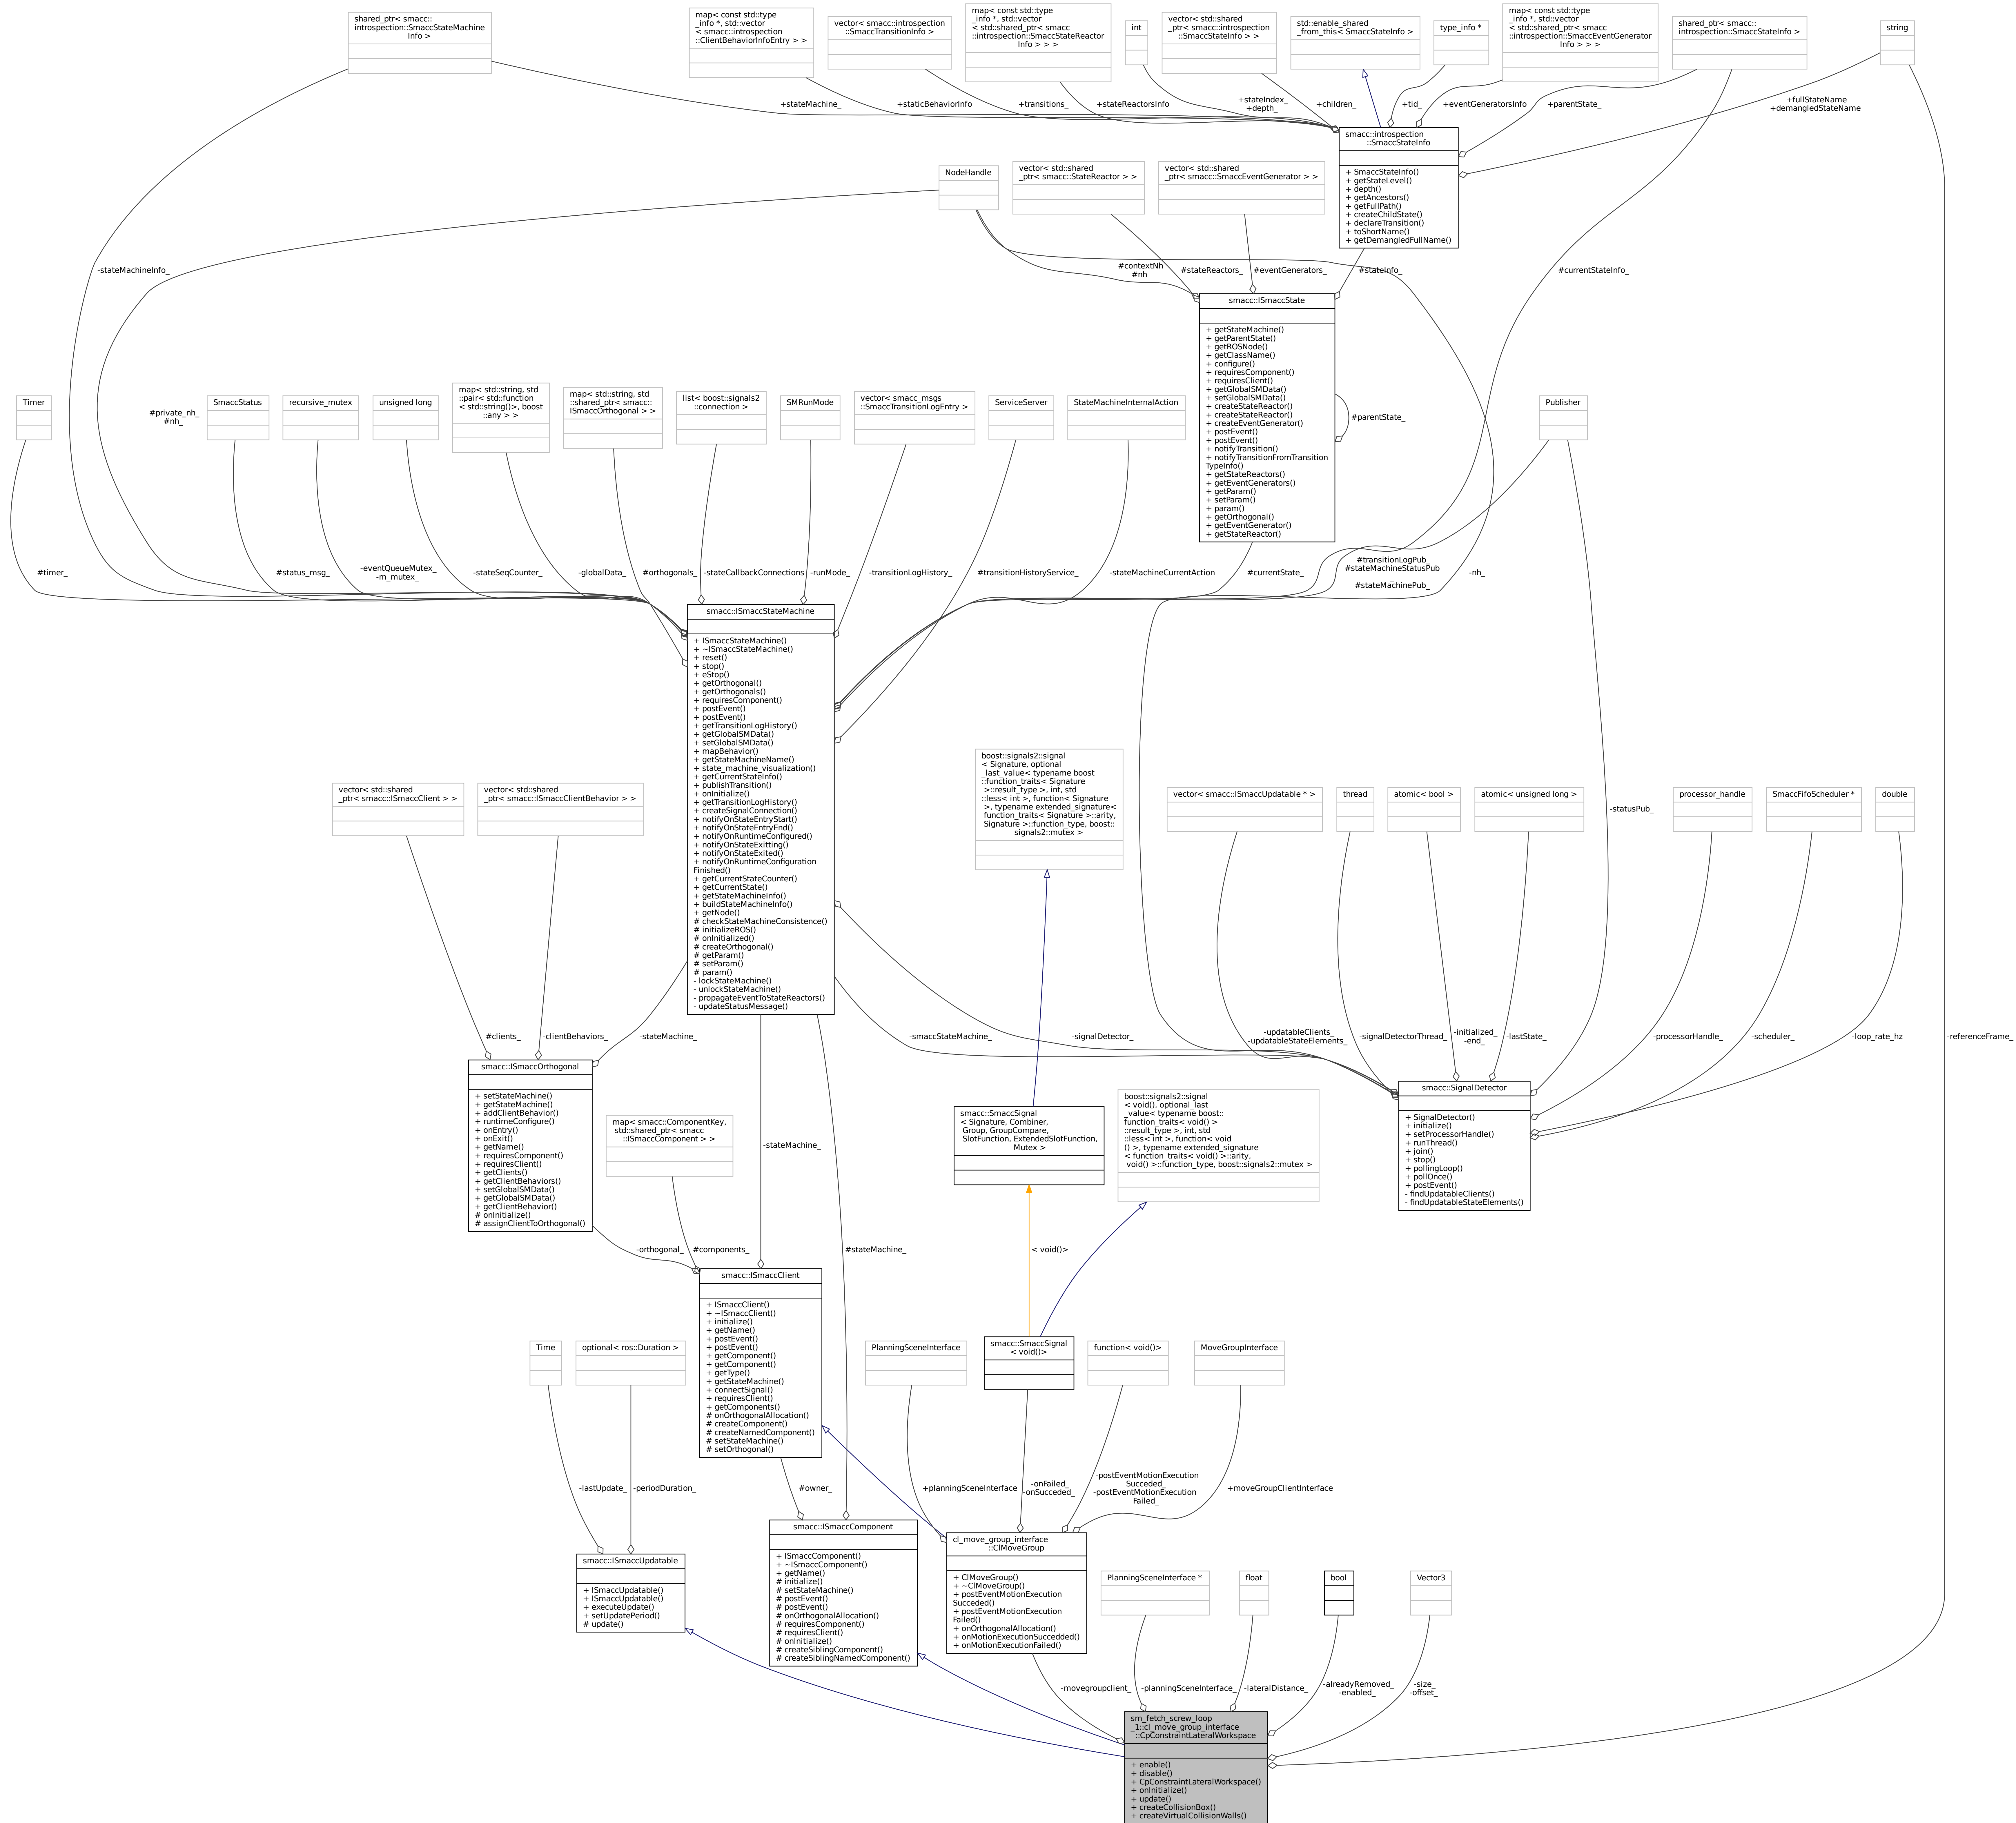 shared_ptr< smacc::
introspection::SmaccStateMachine
Info >
map< const std::type
_info *, std::vector
< smacc::introspection
::ClientBehaviorInfoEntry > >
vector< smacc::introspection
::SmaccTransitionInfo >
map< const std::type
_info *, std::vector
< std::shared_ptr< smacc
::introspection::SmaccStateReactor
Info > > >
int
vector< std::shared
_ptr< smacc::introspection
::SmaccStateInfo > >
std::enable_shared
_from_this< SmaccStateInfo >
type_info *
map< const std::type
_info *, std::vector
< std::shared_ptr< smacc
::introspection::SmaccEventGenerator
Info > > >
shared_ptr< smacc::
introspection::SmaccStateInfo >
string
+stateMachine_
+staticBehaviorInfo
+transitions_
+stateReactorsInfo
+stateIndex_
+depth_
+children_
+tid_
+eventGeneratorsInfo
+parentState_
+fullStateName
+demangledStateName
smacc::introspection
::SmaccStateInfo
+ SmaccStateInfo()
+ getStateLevel()
+ depth()
+ getAncestors()
+ getFullPath()
+ createChildState()
+ declareTransition()
+ toShortName()
+ getDemangledFullName()
NodeHandle
vector< std::shared
_ptr< smacc::StateReactor > >
vector< std::shared
_ptr< smacc::SmaccEventGenerator > >
-stateMachineInfo_
#contextNh
#nh
#stateReactors_
#eventGenerators_
#stateInfo_
#currentStateInfo_
smacc::ISmaccState
+ getStateMachine()
+ getParentState()
+ getROSNode()
+ getClassName()
+ configure()
+ requiresComponent()
+ requiresClient()
+ getGlobalSMData()
+ setGlobalSMData()
+ createStateReactor()
+ createStateReactor()
+ createEventGenerator()
+ postEvent()
+ postEvent()
+ notifyTransition()
+ notifyTransitionFromTransition
TypeInfo()
+ getStateReactors()
+ getEventGenerators()
+ getParam()
+ setParam()
+ param()
+ getOrthogonal()
+ getEventGenerator()
+ getStateReactor()
#parentState_
Timer
#private_nh_
#nh_
SmaccStatus
recursive_mutex
unsigned long
map< std::string, std
::pair< std::function
< std::string()>, boost
::any > >
map< std::string, std
::shared_ptr< smacc::
ISmaccOrthogonal > >
list< boost::signals2
::connection >
SMRunMode
vector< smacc_msgs
::SmaccTransitionLogEntry >
ServiceServer
StateMachineInternalAction
Publisher
#timer_
#status_msg_
-eventQueueMutex_
-m_mutex_
-stateSeqCounter_
-globalData_
#orthogonals_
-stateCallbackConnections
-runMode_
-transitionLogHistory_
#transitionHistoryService_
-stateMachineCurrentAction
#currentState_
#transitionLogPub_
#stateMachineStatusPub
_
#stateMachinePub_
-nh_
smacc::ISmaccStateMachine
+ ISmaccStateMachine()
+ ~ISmaccStateMachine()
+ reset()
+ stop()
+ eStop()
+ getOrthogonal()
+ getOrthogonals()
+ requiresComponent()
+ postEvent()
+ postEvent()
+ getTransitionLogHistory()
+ getGlobalSMData()
+ setGlobalSMData()
+ mapBehavior()
+ getStateMachineName()
+ state_machine_visualization()
+ getCurrentStateInfo()
+ publishTransition()
+ onInitialize()
+ getTransitionLogHistory()
+ createSignalConnection()
+ notifyOnStateEntryStart()
+ notifyOnStateEntryEnd()
+ notifyOnRuntimeConfigured()
+ notifyOnStateExitting()
+ notifyOnStateExited()
+ notifyOnRuntimeConfiguration
Finished()
+ getCurrentStateCounter()
+ getCurrentState()
+ getStateMachineInfo()
+ buildStateMachineInfo()
+ getNode()
# checkStateMachineConsistence()
# initializeROS()
# onInitialized()
# createOrthogonal()
# getParam()
# setParam()
# param()
- lockStateMachine()
- unlockStateMachine()
- propagateEventToStateReactors()
- updateStatusMessage()
vector< std::shared
_ptr< smacc::ISmaccClient > >
vector< std::shared
_ptr< smacc::ISmaccClientBehavior > >
boost::signals2::signal
< Signature, optional
_last_value< typename boost
::function_traits< Signature
>::result_type >, int, std
::less< int >, function< Signature
>, typename extended_signature<
function_traits< Signature >::arity,
Signature >::function_type, boost::
signals2::mutex >
vector< smacc::ISmaccUpdatable * >
thread
atomic< bool >
atomic< unsigned long >
-statusPub_
processor_handle
SmaccFifoScheduler *
double
#clients_
-clientBehaviors_
-stateMachine_
-smaccStateMachine_
-signalDetector_
-updatableClients_
-updatableStateElements_
-signalDetectorThread_
-initialized_
-end_
-lastState_
-processorHandle_
-scheduler_
-loop_rate_hz
-referenceFrame_
smacc::ISmaccOrthogonal
+ setStateMachine()
+ getStateMachine()
+ addClientBehavior()
+ runtimeConfigure()
+ onEntry()
+ onExit()
+ getName()
+ requiresComponent()
+ requiresClient()
+ getClients()
+ getClientBehaviors()
+ setGlobalSMData()
+ getGlobalSMData()
+ getClientBehavior()
# onInitialize()
# assignClientToOrthogonal()
map< smacc::ComponentKey,
std::shared_ptr< smacc
::ISmaccComponent > >
-stateMachine_
smacc::SmaccSignal
< Signature, Combiner,
Group, GroupCompare,
SlotFunction, ExtendedSlotFunction,
Mutex >
boost::signals2::signal
< void(), optional_last
_value< typename boost::
function_traits< void() >
::result_type >, int, std
::less< int >, function< void
() >, typename extended_signature
< function_traits< void() >::arity,
void() >::function_type, boost::signals2::mutex >
smacc::SignalDetector
+ SignalDetector()
+ initialize()
+ setProcessorHandle()
+ runThread()
+ join()
+ stop()
+ pollingLoop()
+ pollOnce()
+ postEvent()
- findUpdatableClients()
- findUpdatableStateElements()
-orthogonal_
#components_
#stateMachine_
< void()>
smacc::ISmaccClient
+ ISmaccClient()
+ ~ISmaccClient()
+ initialize()
+ getName()
+ postEvent()
+ postEvent()
+ getComponent()
+ getComponent()
+ getType()
+ getStateMachine()
+ connectSignal()
+ requiresClient()
+ getComponents()
# onOrthogonalAllocation()
# createComponent()
# createNamedComponent()
# setStateMachine()
# setOrthogonal()
Time
optional< ros::Duration >
PlanningSceneInterface
smacc::SmaccSignal
< void()>
function< void()>
MoveGroupInterface
-lastUpdate_
-periodDuration_
#owner_
+planningSceneInterface
-onFailed_
-onSucceded_
-postEventMotionExecution
Succeded_
-postEventMotionExecution
Failed_
+moveGroupClientInterface
smacc::ISmaccUpdatable
+ ISmaccUpdatable()
+ ISmaccUpdatable()
+ executeUpdate()
+ setUpdatePeriod()
# update()
smacc::ISmaccComponent
+ ISmaccComponent()
+ ~ISmaccComponent()
+ getName()
# initialize()
# setStateMachine()
# postEvent()
# postEvent()
# onOrthogonalAllocation()
# requiresComponent()
# requiresClient()
# onInitialize()
# createSiblingComponent()
# createSiblingNamedComponent()
cl_move_group_interface
::ClMoveGroup
+ ClMoveGroup()
+ ~ClMoveGroup()
+ postEventMotionExecution
Succeded()
+ postEventMotionExecution
Failed()
+ onOrthogonalAllocation()
+ onMotionExecutionSuccedded()
+ onMotionExecutionFailed()
PlanningSceneInterface *
float
bool
Vector3
-movegroupclient_
-planningSceneInterface_
-lateralDistance_
-alreadyRemoved_
-enabled_
-size_
-offset_
sm_fetch_screw_loop
_1::cl_move_group_interface
::CpConstraintLateralWorkspace
+ enable()
+ disable()
+ CpConstraintLateralWorkspace()
+ onInitialize()
+ update()
+ createCollisionBox()
+ createVirtualCollisionWalls()